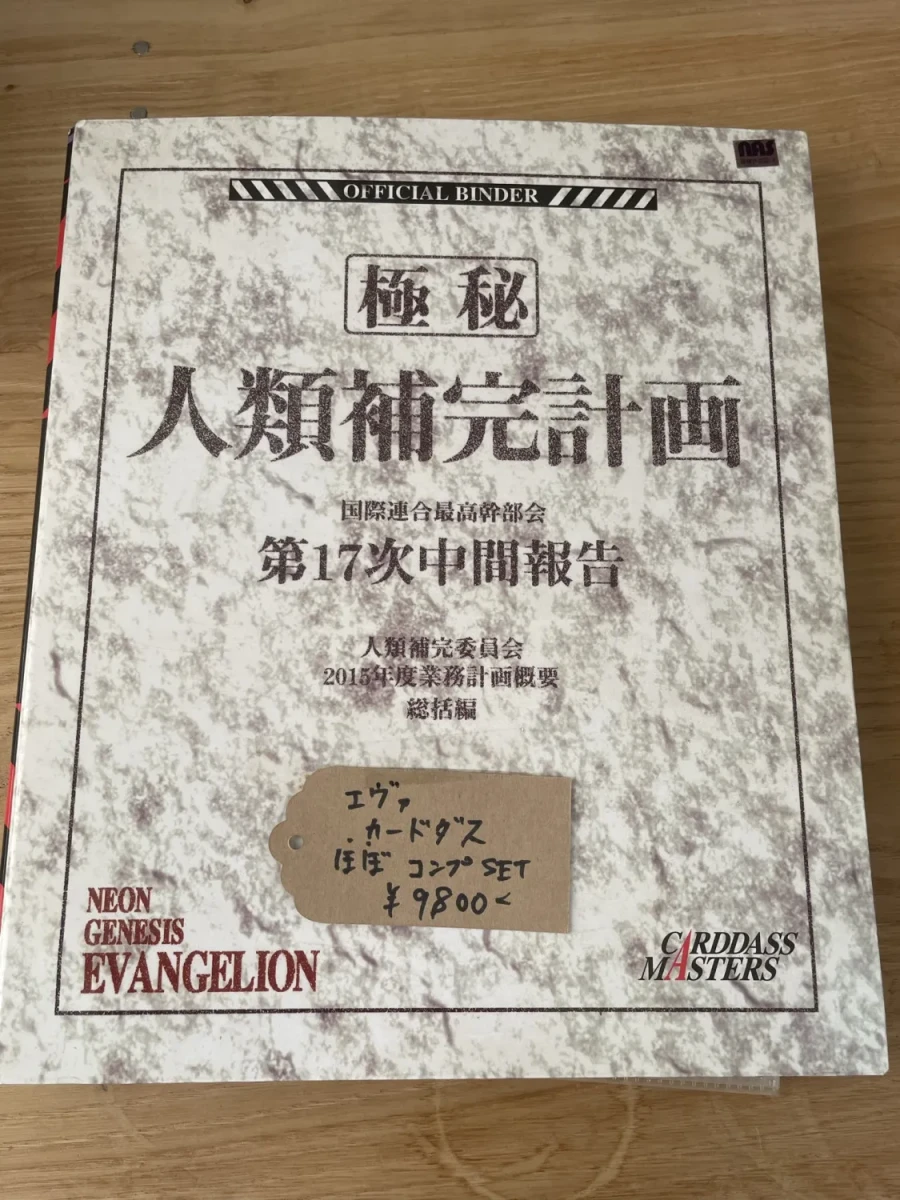 NAS
OFFICIAL BINDER
極秘
人類補完計画
国際連合最高幹部会
第17次中間報告
人類補完委員会
2015年度業務計画概要
総括編
エヴァ
カードダス
ほぼ コンプSET
¥9800-
NEON
GENESIS
EVANGELION
CARDDASS
MASTERS